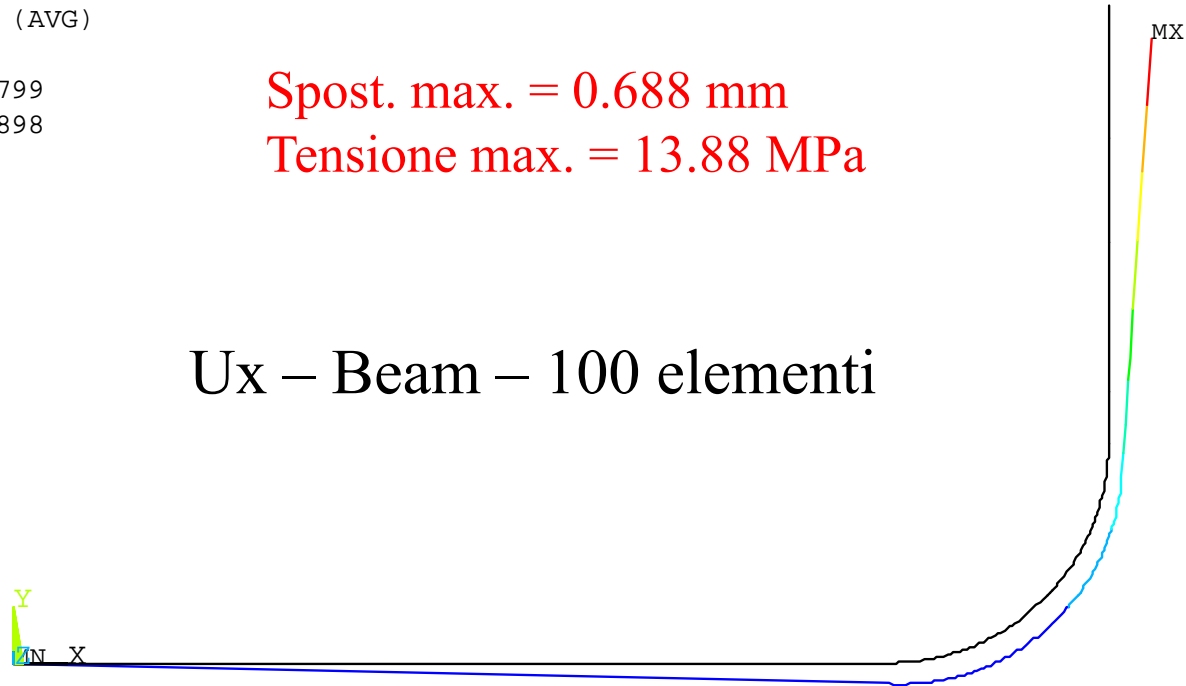 (AVG)
MX
799
Spost. max. = 0.688 mm
898
Tensione max. = 13.88 MPa
Ux – Beam – 100 elementi
Y
X